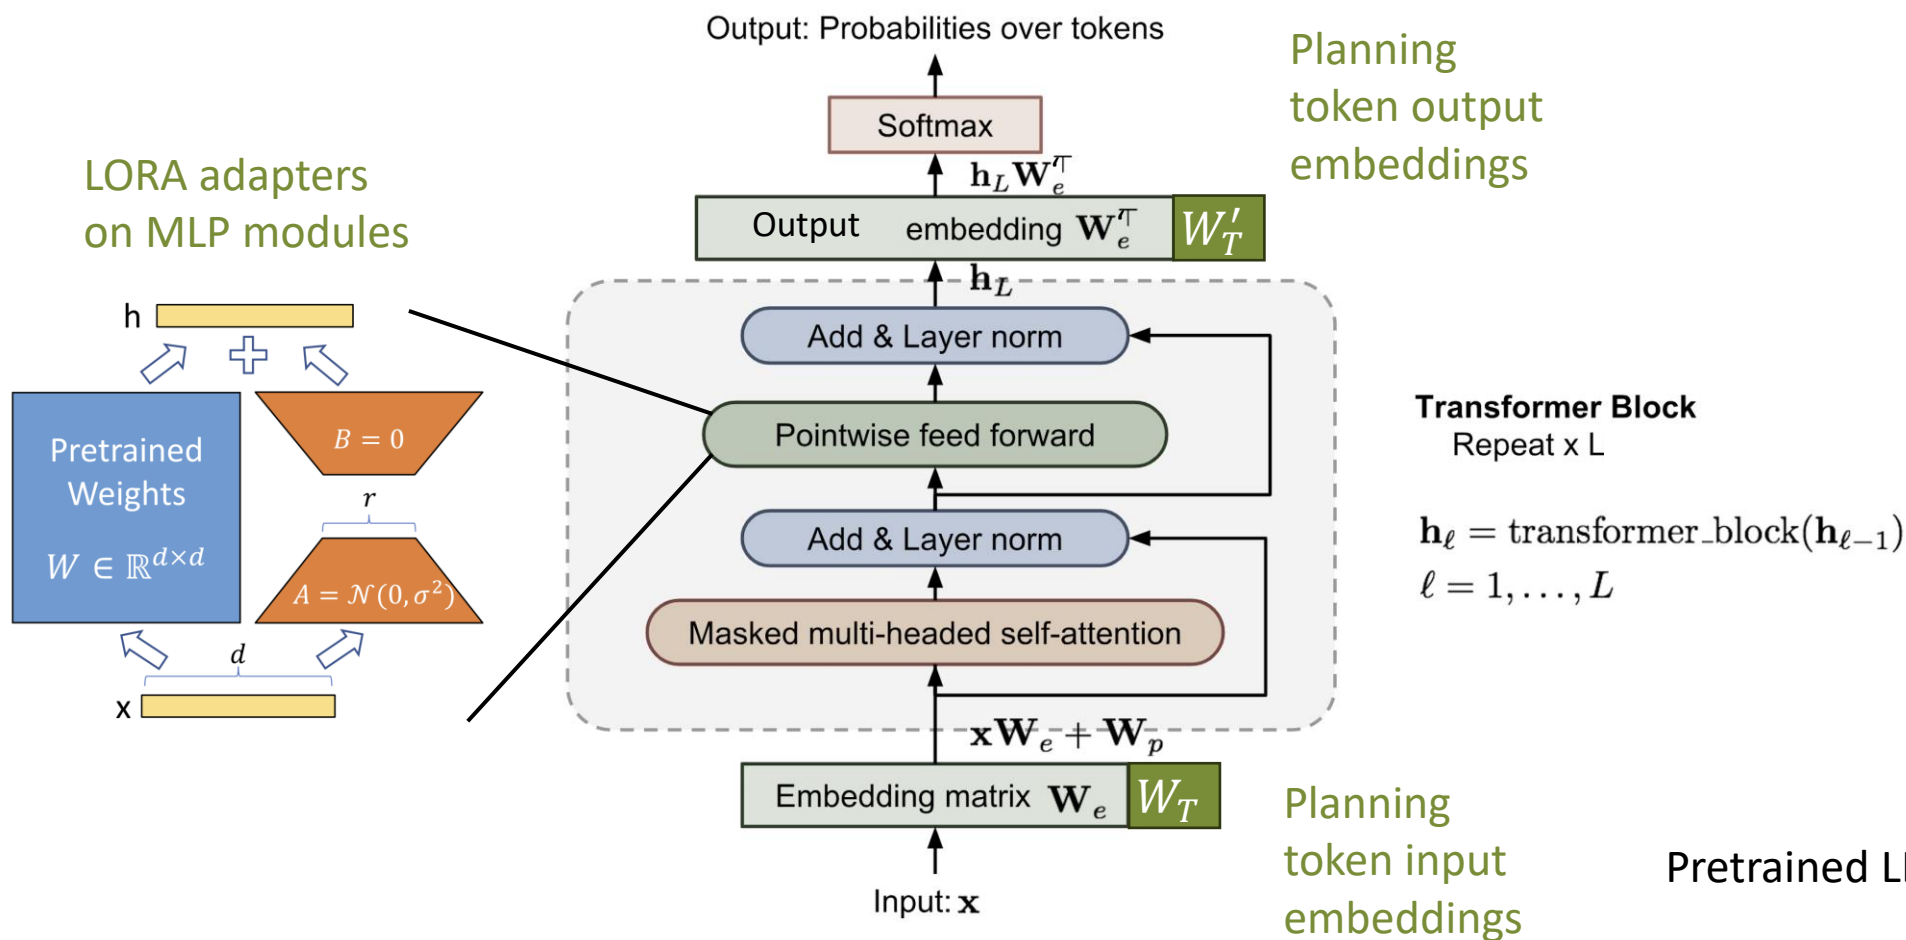 Output: Probabilities over tokens
Softmax
h_L W_e'^⊤
Output embedding W_e'^⊤ W_T'
h_L
Add & Layer norm
Pointwise feed forward
Add & Layer norm
Masked multi-headed self-attention
xW_e + W_p
Embedding matrix W_e W_T
Input: x
Planning
token output
embeddings
LORA adapters
on MLP modules
h
Pretrained
Weights
W ∈ ℝ^{d×d}
B = 0
r
A = 𝒩(0, σ²)
d
x
Transformer Block
Repeat x L
h_ℓ = transformer_block(h_{ℓ−1})
ℓ = 1, . . . , L
Planning
token input
embeddings
Pretrained